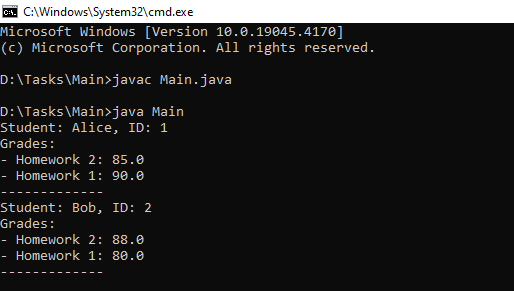 C:\Windows\System32\cmd.exe
Microsoft Windows [Version 10.0.19045.4170]
(c) Microsoft Corporation. All rights reserved.
D:\Tasks\Main>javac Main.java
D:\Tasks\Main>java Main
Student: Alice, ID: 1
Grades:
- Homework 2: 85.0
- Homework 1: 90.0
-------------
Student: Bob, ID: 2
Grades:
- Homework 2: 88.0
- Homework 1: 80.0
-------------